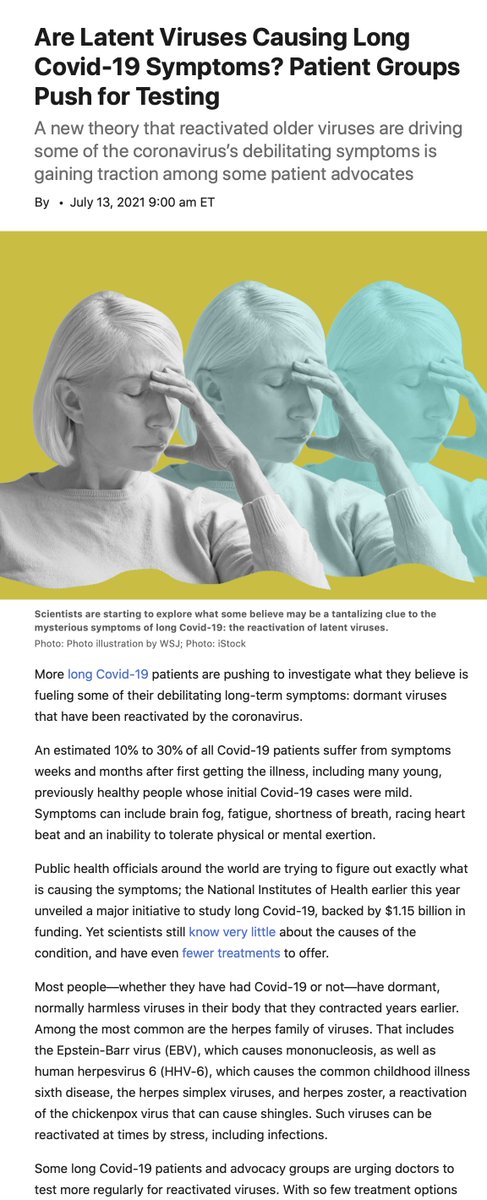 Are Latent Viruses Causing Long
Covid-19 Symptoms? Patient Groups
Push for Testing
A new theory that reactivated older viruses are driving
some of the coronavirus’s debilitating symptoms is
gaining traction among some patient advocates
By • July 13, 2021 9:00 am ET
Scientists are starting to explore what some believe may be a tantalizing clue to the
mysterious symptoms of long Covid-19: the reactivation of latent viruses.
Photo: Photo illustration by WSJ; Photo: iStock
More long Covid-19 patients are pushing to investigate what they believe is
fueling some of their debilitating long-term symptoms: dormant viruses
that have been reactivated by the coronavirus.
An estimated 10% to 30% of all Covid-19 patients suffer from symptoms
weeks and months after first getting the illness, including many young,
previously healthy people whose initial Covid-19 cases were mild.
Symptoms can include brain fog, fatigue, shortness of breath, racing heart
beat and an inability to tolerate physical or mental exertion.
Public health officials around the world are trying to figure out exactly what
is causing the symptoms; the National Institutes of Health earlier this year
unveiled a major initiative to study long Covid-19, backed by $1.15 billion in
funding. Yet scientists still know very little about the causes of the
condition, and have even fewer treatments to offer.
Most people—whether they have had Covid-19 or not—have dormant,
normally harmless viruses in their body that they contracted years earlier.
Among the most common are the herpes family of viruses. That includes
the Epstein-Barr virus (EBV), which causes mononucleosis, as well as
human herpesvirus 6 (HHV-6), which causes the common childhood illness
sixth disease, the herpes simplex viruses, and herpes zoster, a reactivation
of the chickenpox virus that can cause shingles. Such viruses can be
reactivated at times by stress, including infections.
Some long Covid-19 patients and advocacy groups are urging doctors to
test more regularly for reactivated viruses. With so few treatment options